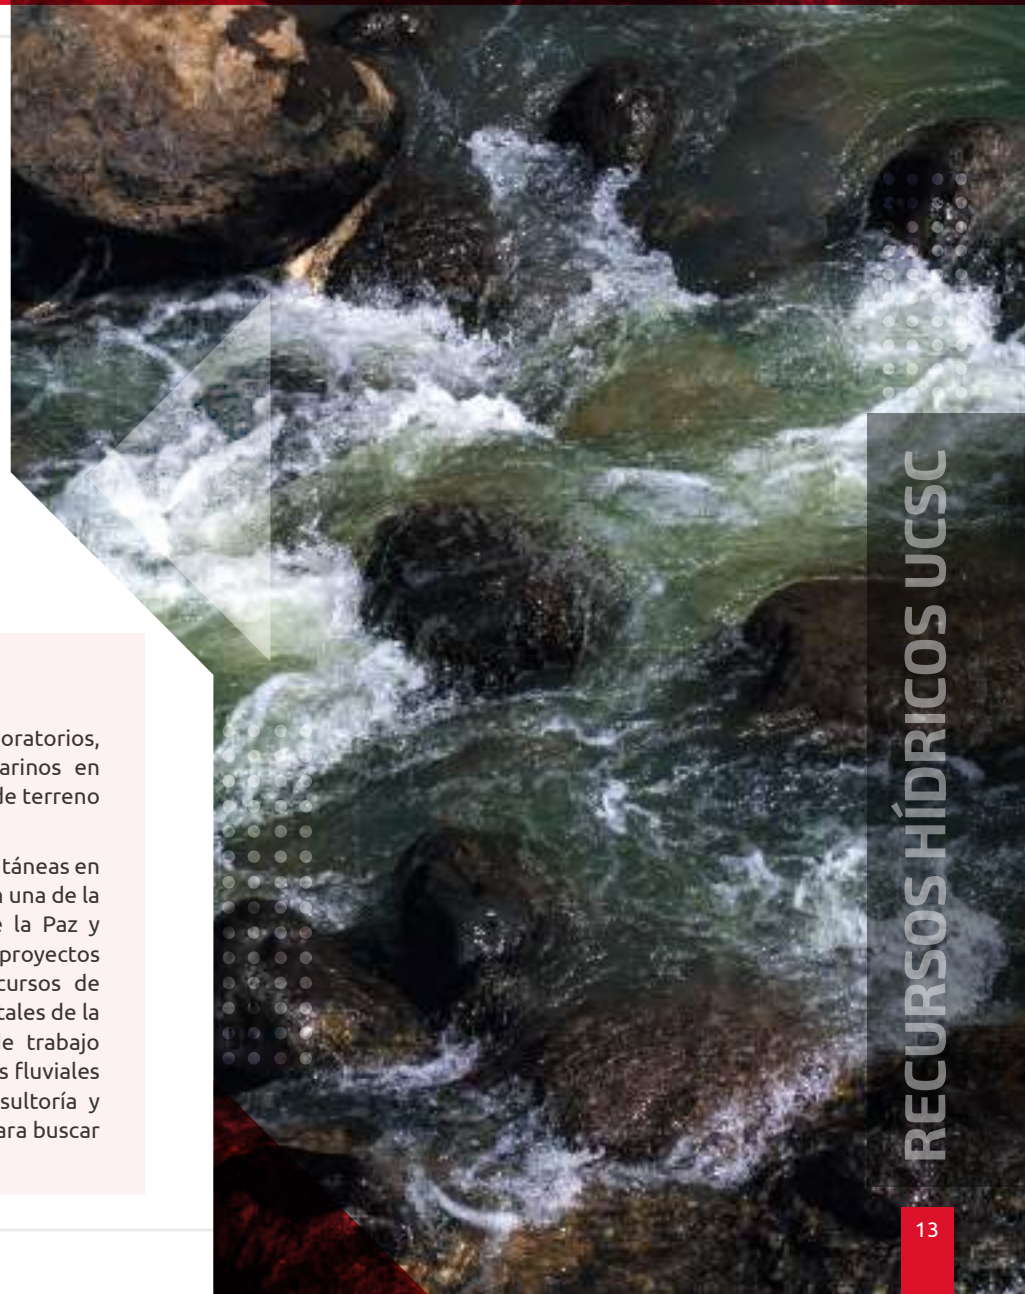 oratorios,
arinos en
de terreno
táneas en
una de la
la Paz y
proyectos
cursos de
tales de la
trabajo
s fluviales
sultoría y
ara buscar
RECURSOS HÍDRICOS UCSC
13